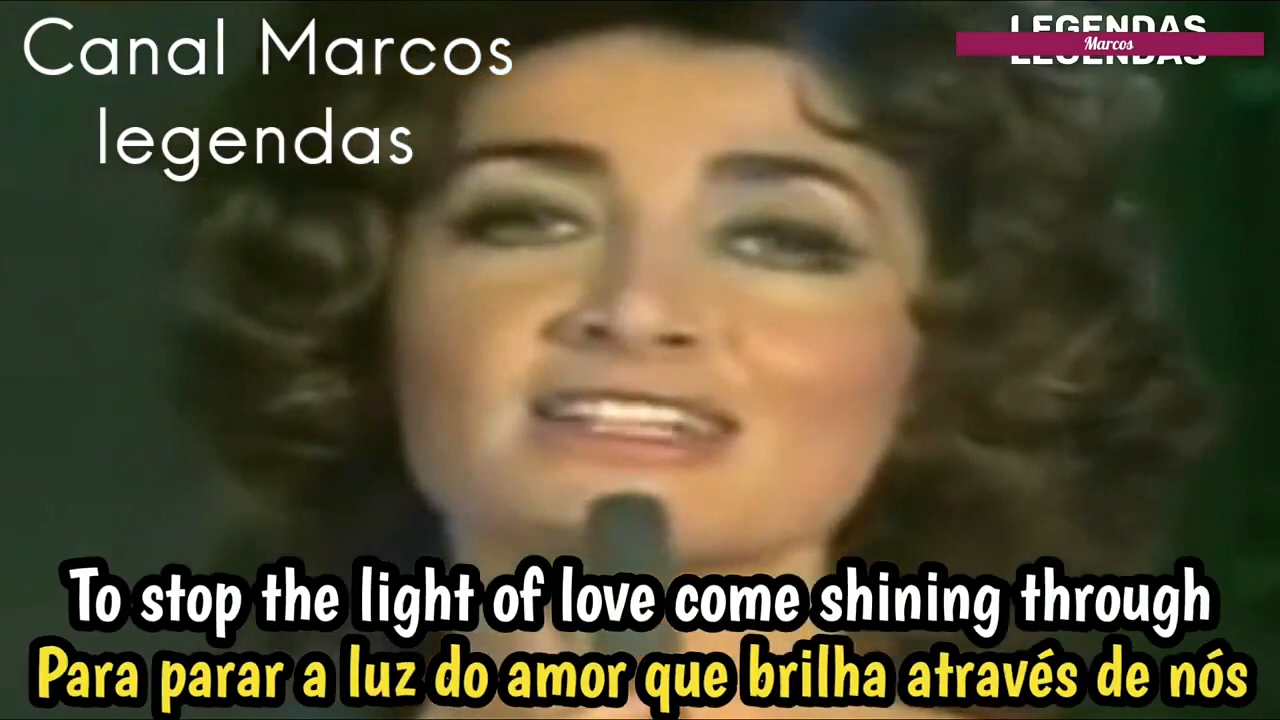 Canal Marcos
legendas
LEGENDAS
Marcos
LEGENDAS
To stop the light of love come shining through
Para parar a luz do amor que brilha através de nós